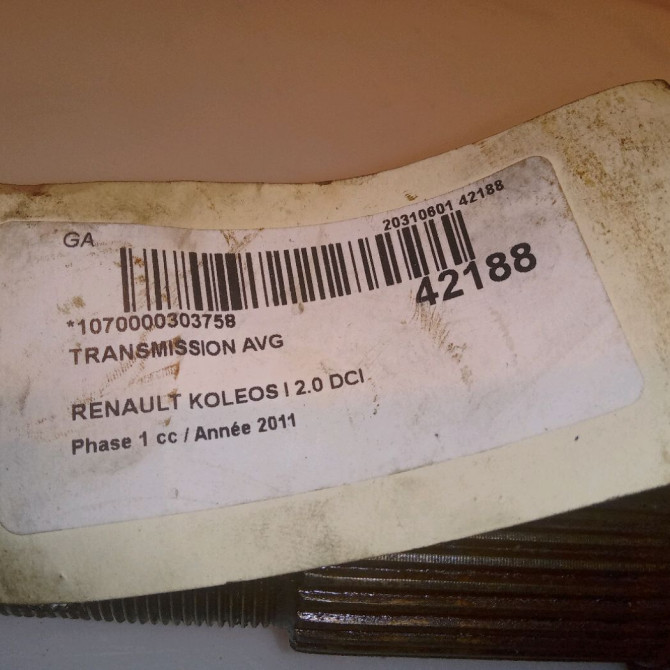 GA
20310601 42188
42188
*1070000303758
TRANSMISSION AVG
RENAULT KOLEOS I 2.0 DCI
Phase 1 cc / Année 2011